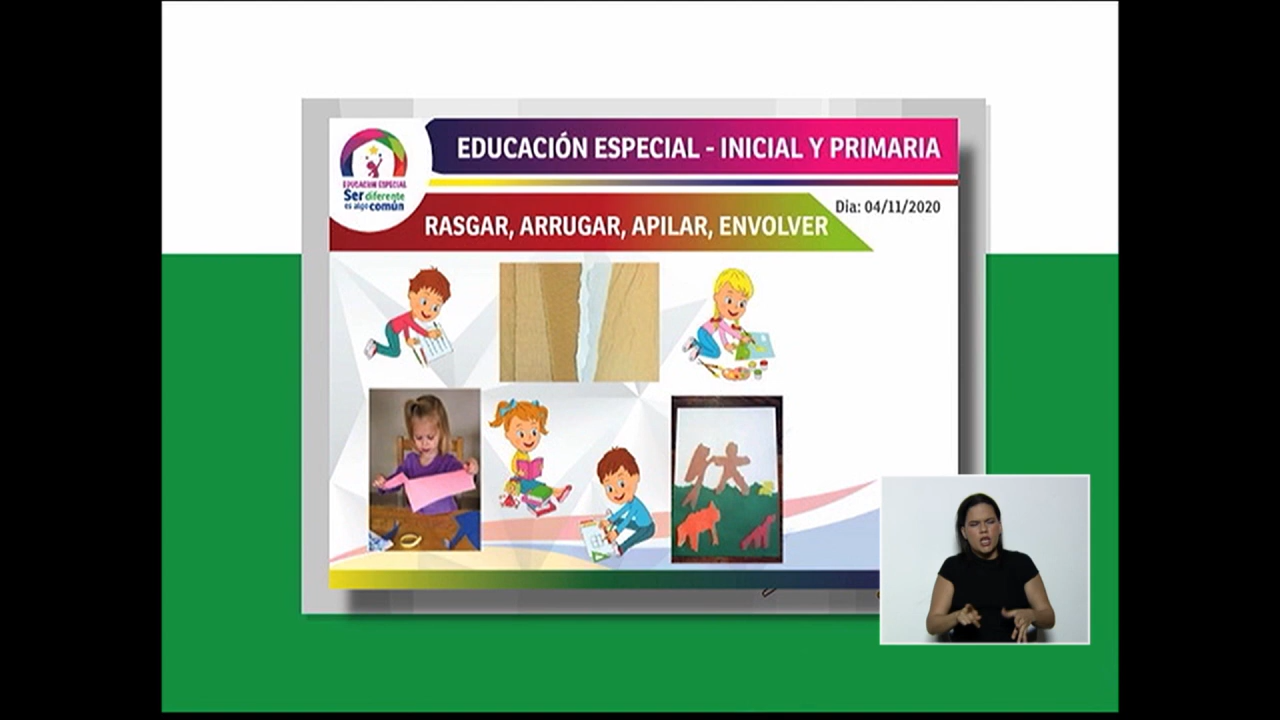 EDUCACIÓN ESPECIAL - INICIAL Y PRIMARIA
EDUCACIÓN ESPECIAL
Ser diferente
es algo común
Dia: 04/11/2020
RASGAR, ARRUGAR, APILAR, ENVOLVER